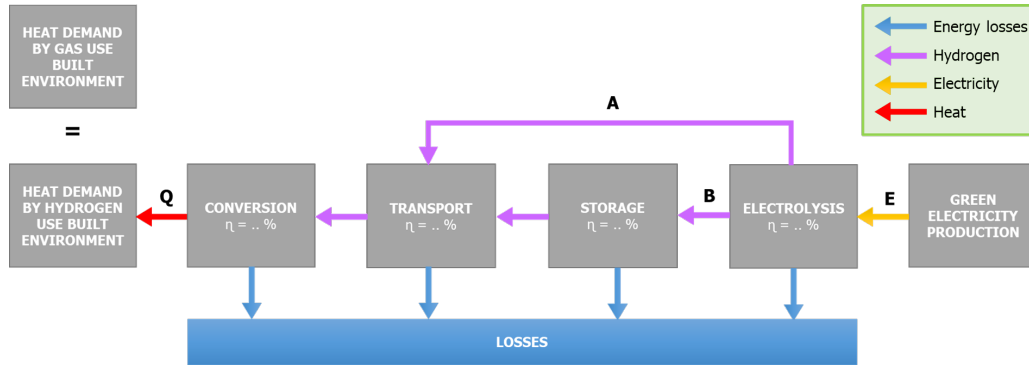 HEAT DEMAND
BY GAS USE
BUILT
ENVIRONMENT
=
HEAT DEMAND
BY HYDROGEN
USE BUILT
ENVIRONMENT
Q
CONVERSION
η = .. %
TRANSPORT
η = .. %
A
STORAGE
η = .. %
B
ELECTROLYSIS
η = .. %
E
GREEN
ELECTRICITY
PRODUCTION
LOSSES
Energy losses
Hydrogen
Electricity
Heat